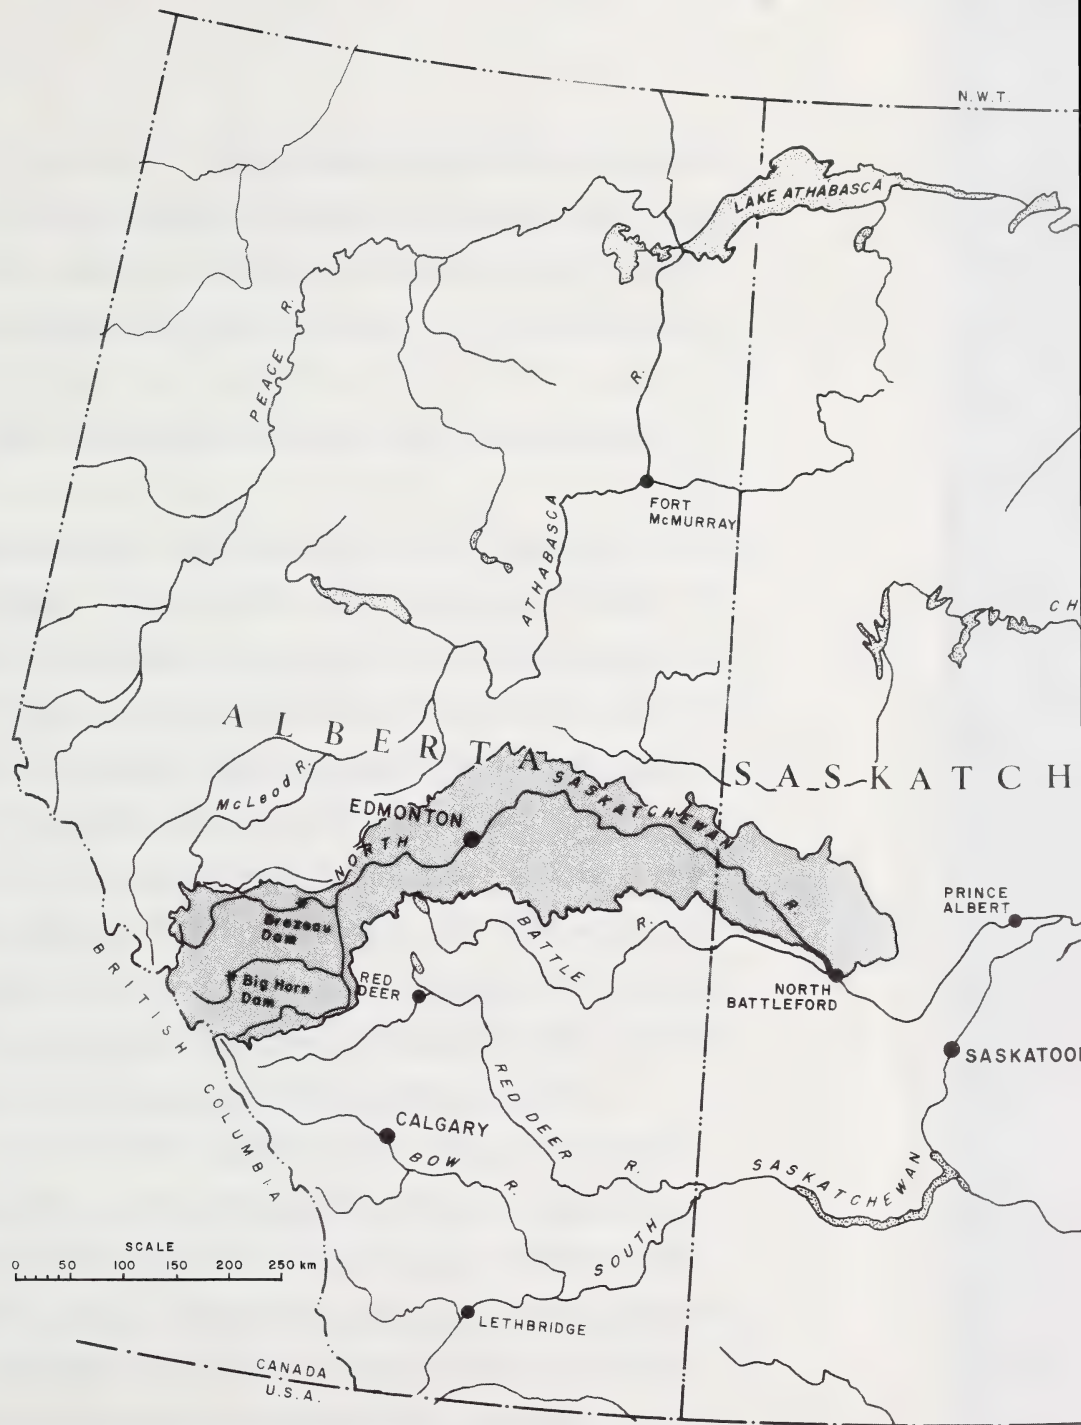 N.W.T.
LAKE ATHABASCA
PEACE R.
R.
FORT
McMURRAY
ATHABASCA
CH
ALBERTA
SASKATCH
McLeod R.
EDMONTON
NORTH
SASKATCHEWAN
R.
Brazeau
Dam
Big Horn
Dam
RED
DEER
BATTLE
R.
PRINCE
ALBERT
NORTH
BATTLEFORD
SASKATOO
BRITISH COLUMBIA
RED DEER
R.
CALGARY
BOW
R.
SASKATCHEWAN
SOUTH
SCALE
0 50 100 150 200 250 km
LETHBRIDGE
CANADA
U.S.A.